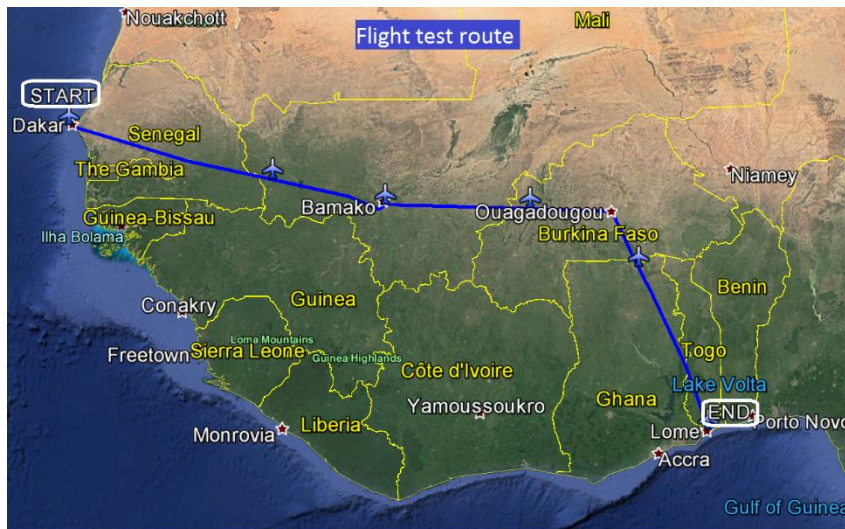 Nouakchott
Mali
Flight test route
START
Dakar
Senegal
The Gambia
Niamey
Bamako
Ouagadougou
Guinea-Bissau
Ilha Bolama
Burkina Faso
Benin
Guinea
Conakry
Loma Mountains
Freetown
Sierra Leone
Guinea Highlands
Togo
Côte d'Ivoire
Lake Volta
Ghana
Yamoussoukro
END
Porto Novo
Liberia
Monrovia
Lome
Accra
Gulf of Guinea